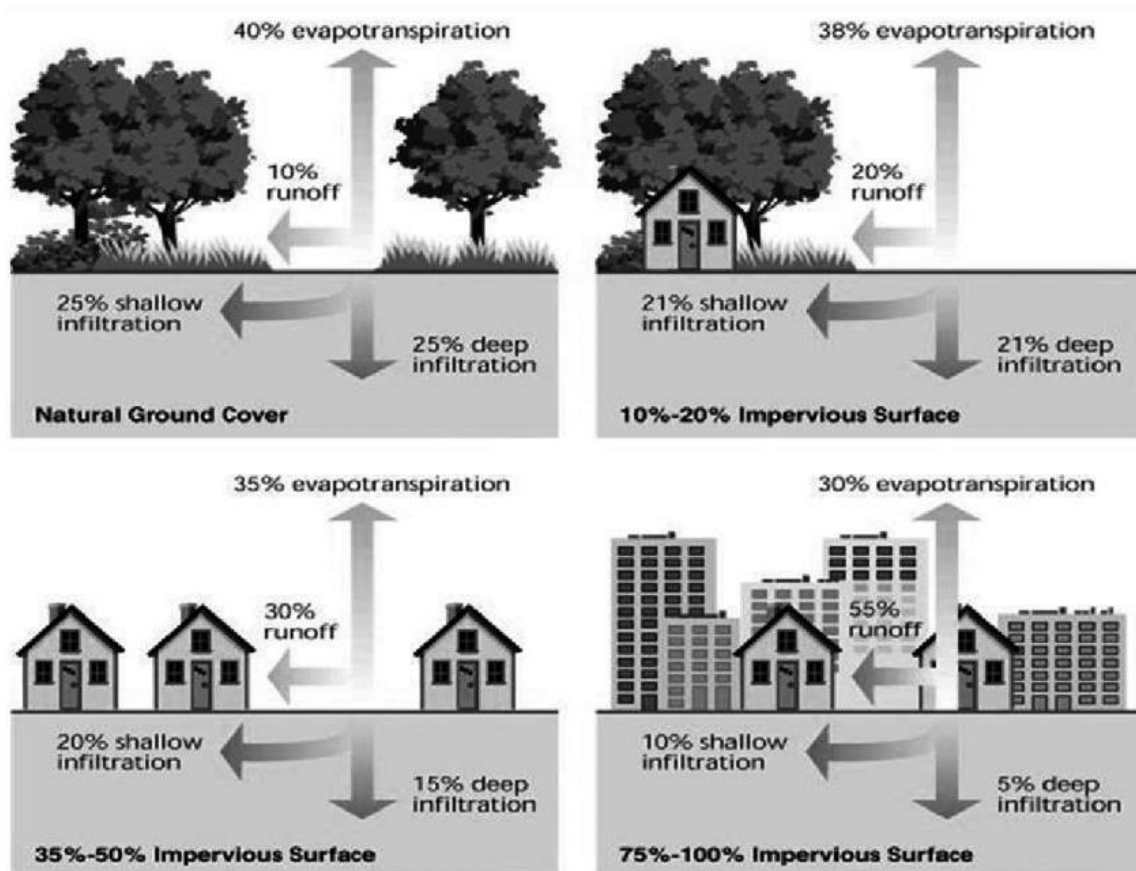 40% evapotranspiration
10%
runoff
25% shallow
infiltration
25% deep
infiltration
Natural Ground Cover
38% evapotranspiration
20%
runoff
21% shallow
infiltration
21% deep
infiltration
10%-20% Impervious Surface
35% evapotranspiration
30%
runoff
20% shallow
infiltration
15% deep
infiltration
35%-50% Impervious Surface
30% evapotranspiration
55%
runoff
10% shallow
infiltration
5% deep
infiltration
75%-100% Impervious Surface